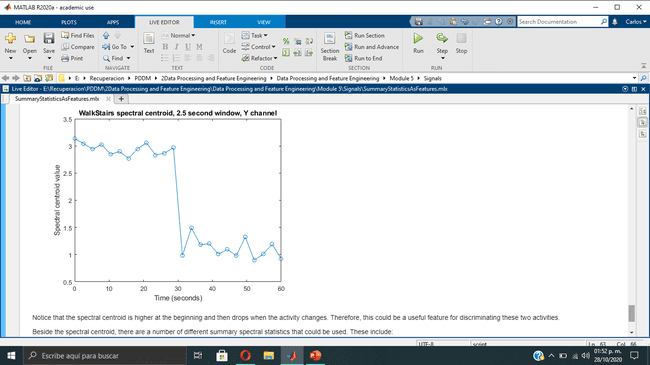 MATLAB R2020a - academic use
HOME PLOTS APPS LIVE EDITOR INSERT VIEW
Search Documentation Carlos
New Open Save
Find Files
Compare
Print
Go To
Find
FILE NAVIGATE
Text
Normal
B I U M
TEXT
Code
Task
Control
Refactor
CODE
Section Break
Run Section
Run and Advance
Run to End
SECTION
Run Step Stop
RUN
E: Recuperacion PDDM 2Data Processing and Feature Engineering Data Processing and Feature Engineering Module 5 Signals
Live Editor - E:\Recuperacion\PDDM\2Data Processing and Feature Engineering\Data Processing and Feature Engineering\Module 5\Signals\SummaryStatisticsAsFeatures.mlx
SummaryStatisticsAsFeatures.mlx
WalkStairs spectral centroid, 2.5 second window, Y channel
3.5
3
2.5
2
1.5
1
0.5
Spectral centroid value
0 10 20 30 40 50 60
Time (seconds)
Notice that the spectral centroid is higher at the beginning and then drops when the activity changes. Therefore, this could be a useful feature for discriminating these two activities.
Beside the spectral centroid, there are a number of different summary spectral statistics that could be used. These include:
UTF-8 script Ln 63 Col 66
Escribe aquí para buscar
01:52 p. m.
28/10/2020